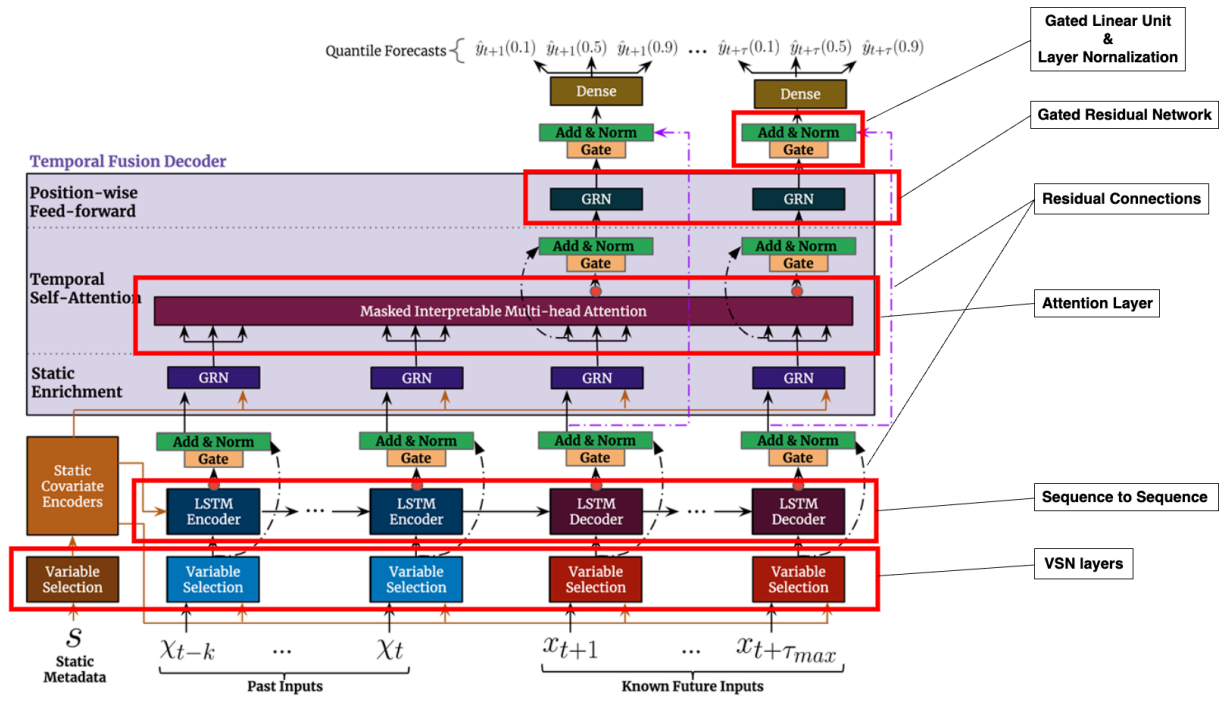 Gated Linear Unit
&
Layer Nornalization
Quantile Forecasts { ŷt+1(0.1) ŷt+1(0.5) ŷt+1(0.9) ... ŷt+τ(0.1) ŷt+τ(0.5) ŷt+τ(0.9)
Dense Dense
Gated Residual Network
Add & Norm Add & Norm
Gate Gate
Temporal Fusion Decoder
Position-wise
Feed-forward
GRN GRN
Residual Connections
Add & Norm Add & Norm
Gate Gate
Temporal
Self-Attention
Attention Layer
Masked Interpretable Multi-head Attention
Static
Enrichment
GRN GRN GRN GRN
Add & Norm Add & Norm Add & Norm Add & Norm
Gate Gate Gate Gate
Static
Covariate
Encoders
LSTM
Encoder
...
LSTM
Encoder
LSTM
Decoder
...
LSTM
Decoder
Sequence to Sequence
Variable
Selection
Variable
Selection
Variable
Selection
Variable
Selection
Variable
Selection
VSN layers
s χt−k ... χt xt+1 ... xt+τmax
Static
Metadata
Past Inputs
Known Future Inputs